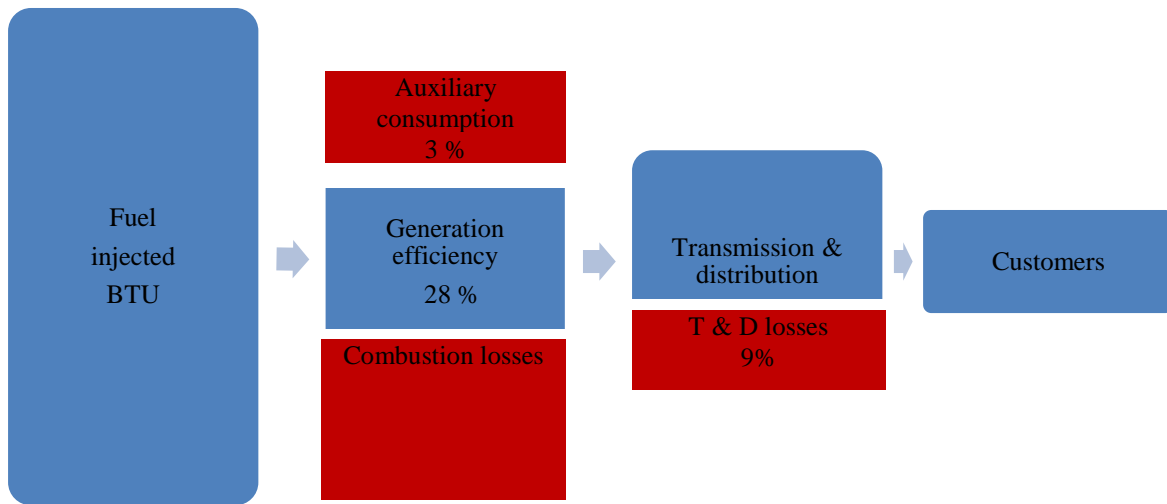 Fuel
injected
BTU
Auxiliary
consumption
3 %
Generation
efficiency
28 %
Combustion losses
Transmission &
distribution
T & D losses
9%
Customers